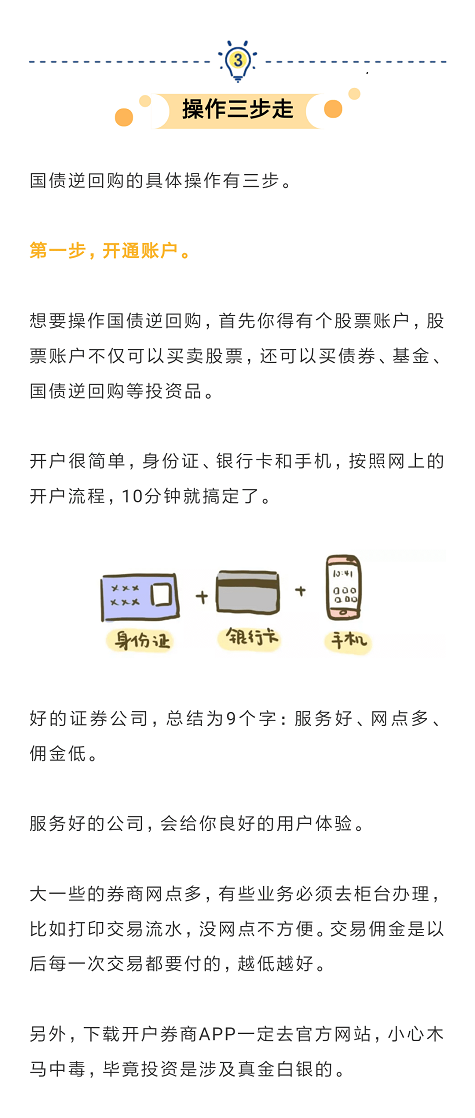 3
操作三步走
国债逆回购的具体操作有三步。
第一步，开通账户。
想要操作国债逆回购，首先你得有个股票账户，股
票账户不仅可以买卖股票，还可以买债券、基金、
国债逆回购等投资品。
开户很简单，身份证、银行卡和手机，按照网上的
开户流程，10分钟就搞定了。
××× ×××
+
+
10:41
身份证
银行卡
手机
好的证券公司，总结为9个字：服务好、网点多、
佣金低。
服务好的公司，会给你良好的用户体验。
大一些的券商网点多，有些业务必须去柜台办理，
比如打印交易流水，没网点不方便。交易佣金是以
后每一次交易都要付的，越低越好。
另外，下载开户券商APP一定去官方网站，小心木
马中毒，毕竟投资是涉及真金白银的。